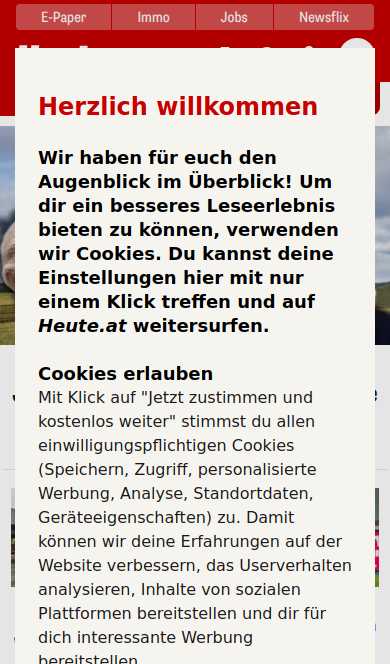 E-Paper
Immo
Jobs
Newsflix
Herzlich willkommen
Wir haben für euch den
Augenblick im Überblick! Um
dir ein besseres Leseerlebnis
bieten zu können, verwenden
wir Cookies. Du kannst deine
Einstellungen hier mit nur
einem Klick treffen und auf
Heute.at weitersurfen.
Cookies erlauben
Mit Klick auf "Jetzt zustimmen und
kostenlos weiter" stimmst du allen
einwilligungspflichtigen Cookies
(Speichern, Zugriff, personalisierte
Werbung, Analyse, Standortdaten,
Geräteeigenschaften) zu. Damit
können wir deine Erfahrungen auf der
Website verbessern, das Userverhalten
analysieren, Inhalte von sozialen
Plattformen bereitstellen und dir für
dich interessante Werbung
bereitstellen